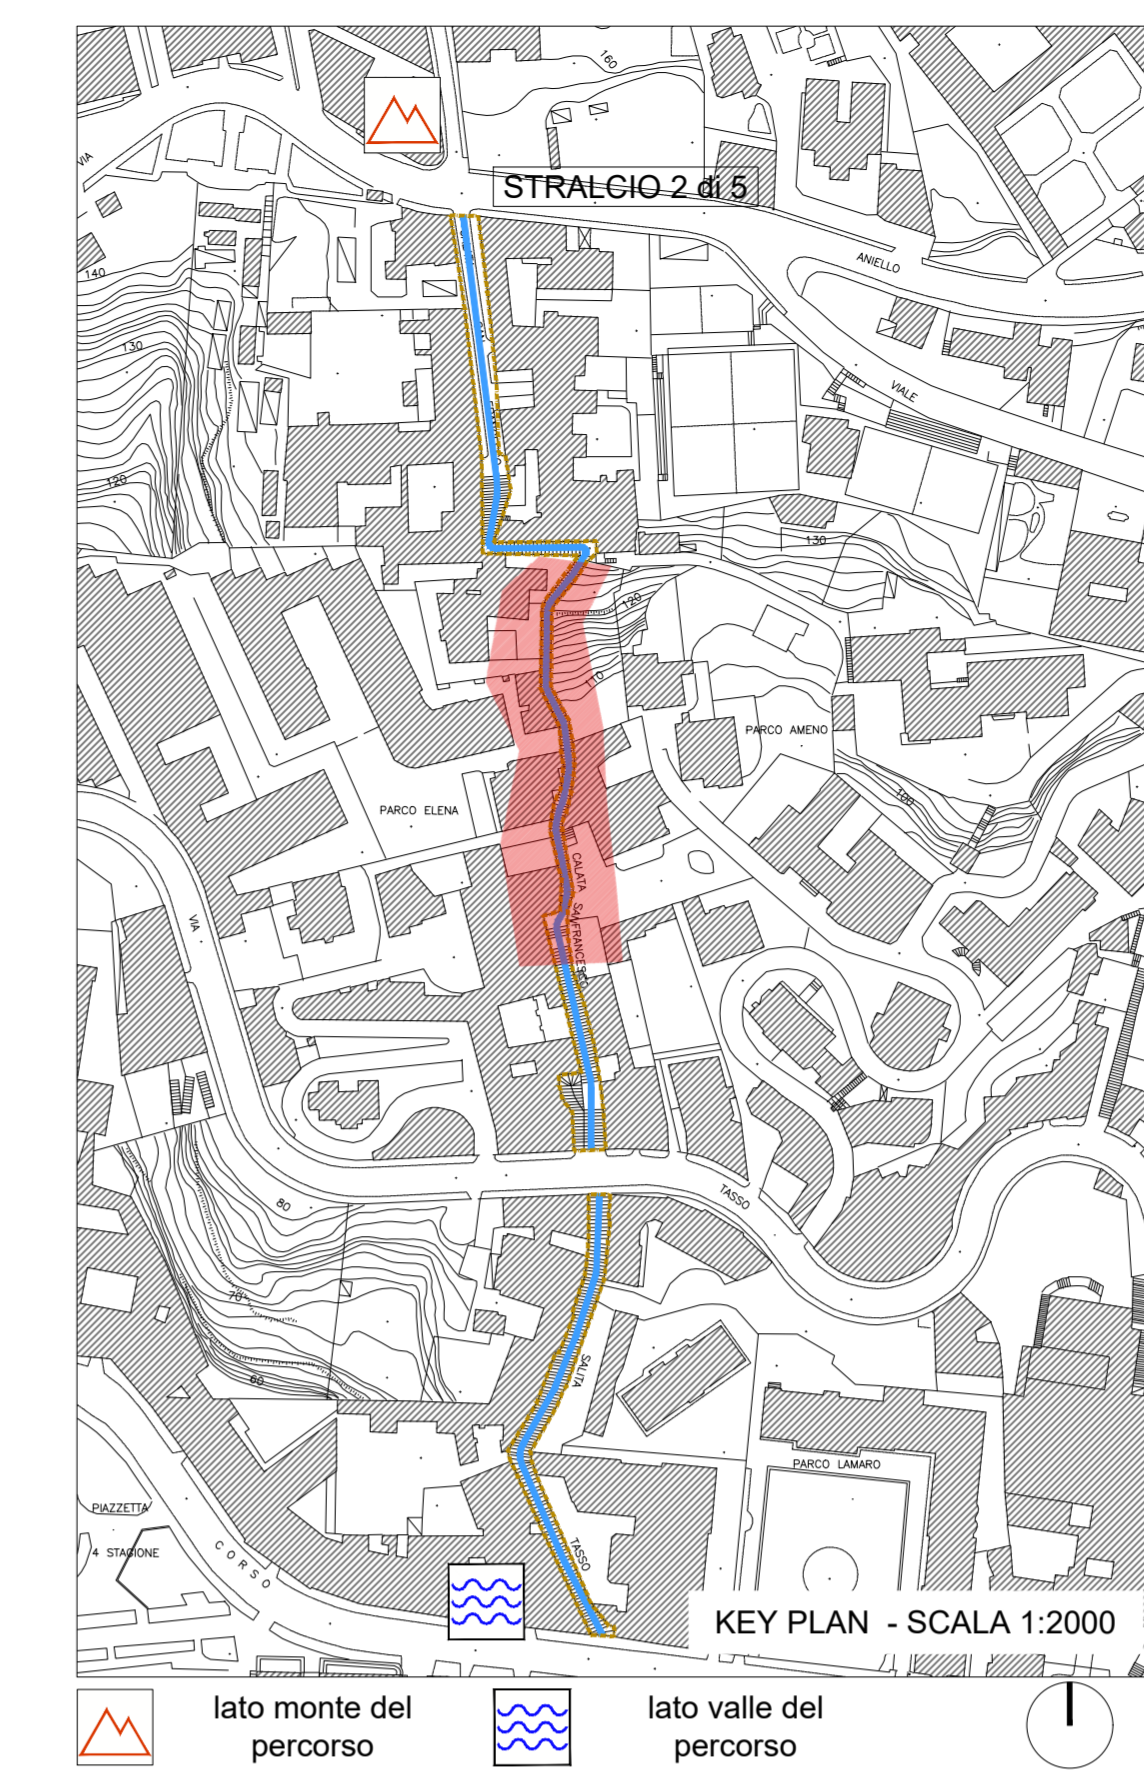 160
VIA
STRALCIO 2 di 5
ANIELLO
140
130
VIALE
120
130
120
110
PARCO AMENO
100
PARCO ELENA
CALATA SAN FRANCESCO
VIA
TASSO
80
70
60
SALITA
PARCO LAMARO
PIAZZETTA
4 STAGIONE
CORSO
TASSO
KEY PLAN - SCALA 1:2000
lato monte del
percorso
lato valle del
percorso